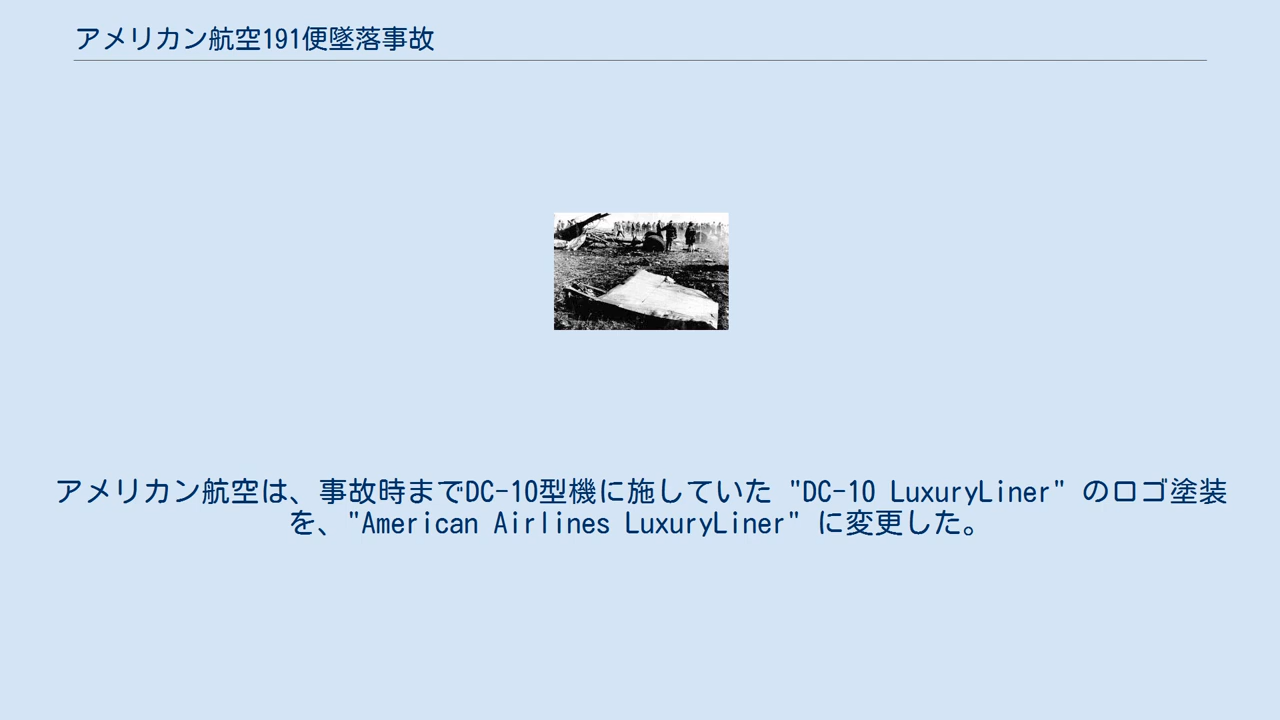 アメリカン航空191便墜落事故
アメリカン航空は、事故時までDC-10型機に施していた "DC-10 LuxuryLiner" のロゴ塗装
を、"American Airlines LuxuryLiner" に変更した。